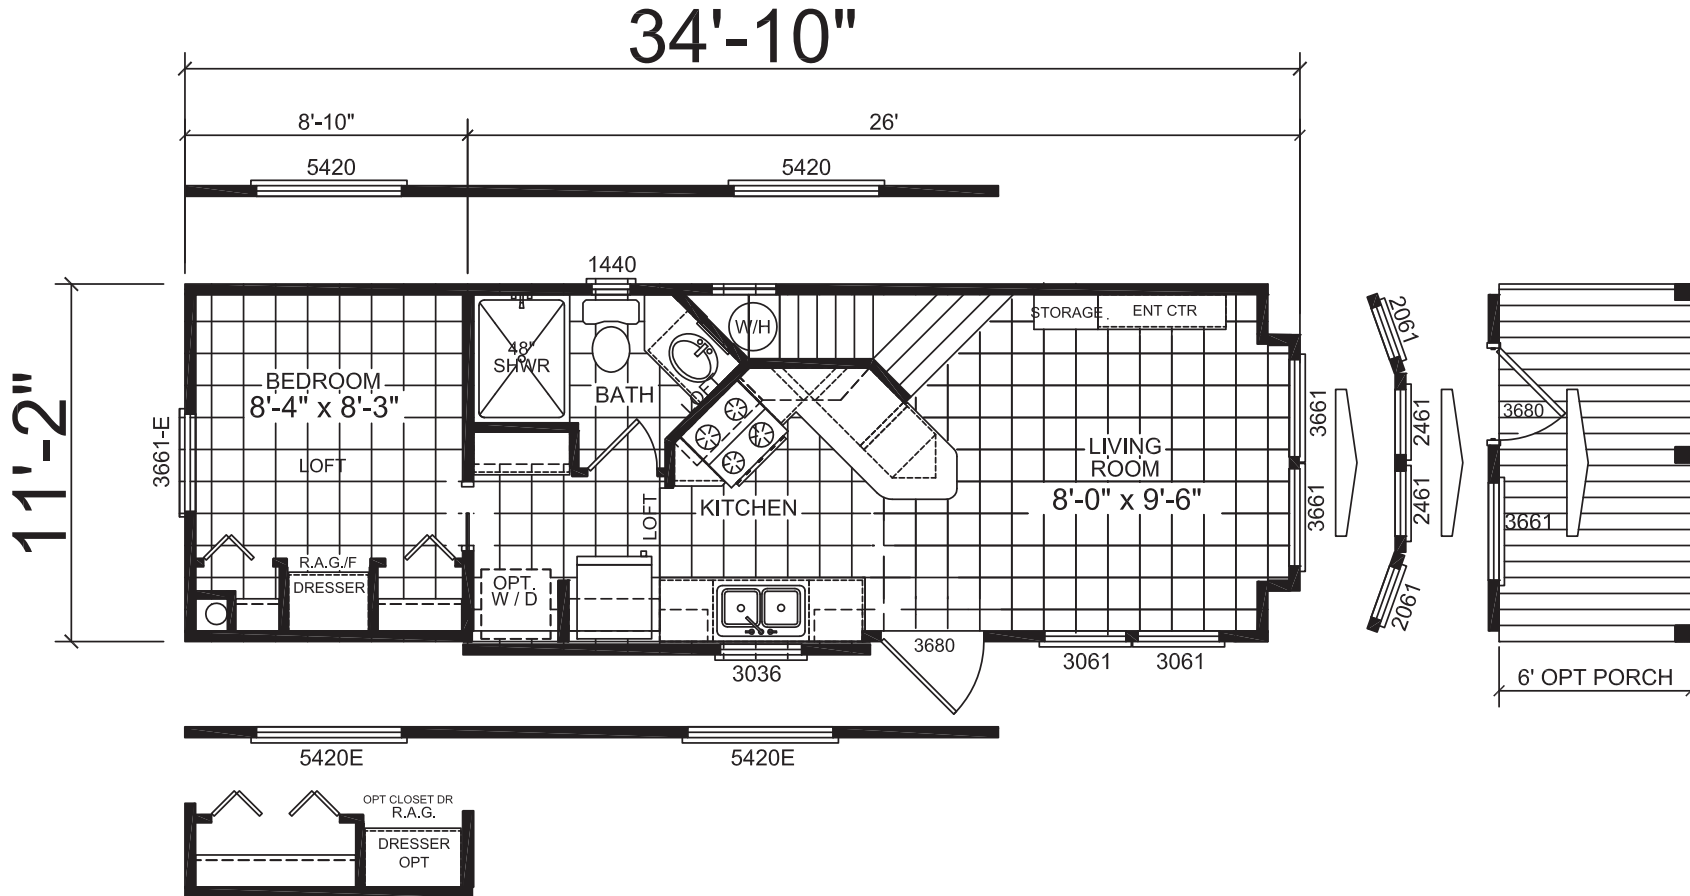 34'-10"
8'-10"
26'
5420
5420
1440
11'-2"
3661-E
BEDROOM
8'-4" x 8'-3"
LOFT
48"
SHWR
BATH
LOFT
W/H
STORAGE
ENT CTR
LIVING
ROOM
8'-0" x 9'-6"
KITCHEN
LOFT
R.A.G./F
DRESSER
OPT.
W / D
3036
3680
3061
3061
3661
3661
2061
2461
2461
2061
3680
3661
6' OPT PORCH
5420E
5420E
OPT CLOSET DR
R.A.G.
DRESSER
OPT